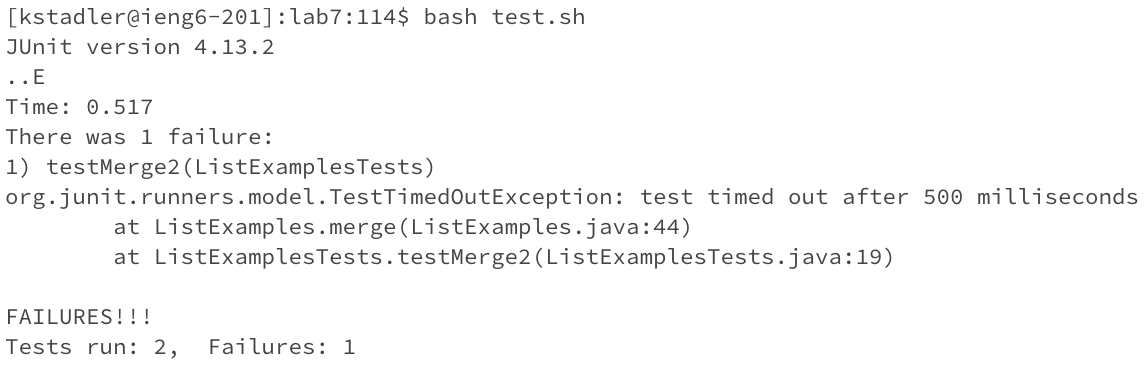 [kstadler@ieng6-201]:lab7:114$ bash test.sh
JUnit version 4.13.2
..E
Time: 0.517
There was 1 failure:
1) testMerge2(ListExamplesTests)
org.junit.runners.model.TestTimedOutException: test timed out after 500 milliseconds
        at ListExamples.merge(ListExamples.java:44)
        at ListExamplesTests.testMerge2(ListExamplesTests.java:19)

FAILURES!!!
Tests run: 2,  Failures: 1